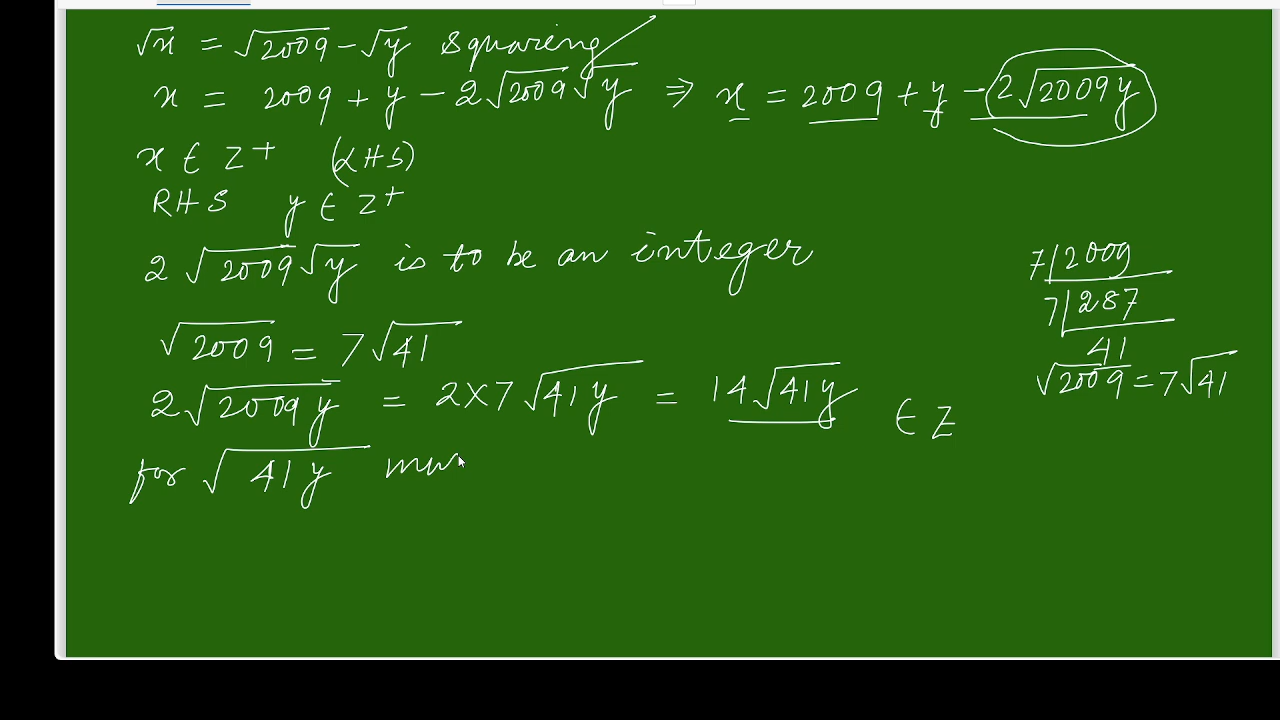 √x = √2009 - √y squaring
x = 2009 + y - 2√2009 √y ⇒ x = 2009 + y - 2√2009y
x ∈ Z+ (LHS)
RHS y ∈ Z+
2 √2009 √y is to be an integer
7|2009
7|287
41
√2009 = 7√41
√2009 = 7√41
2√2009y = 2×7√41y = 14√41y ∈ Z
for √41y